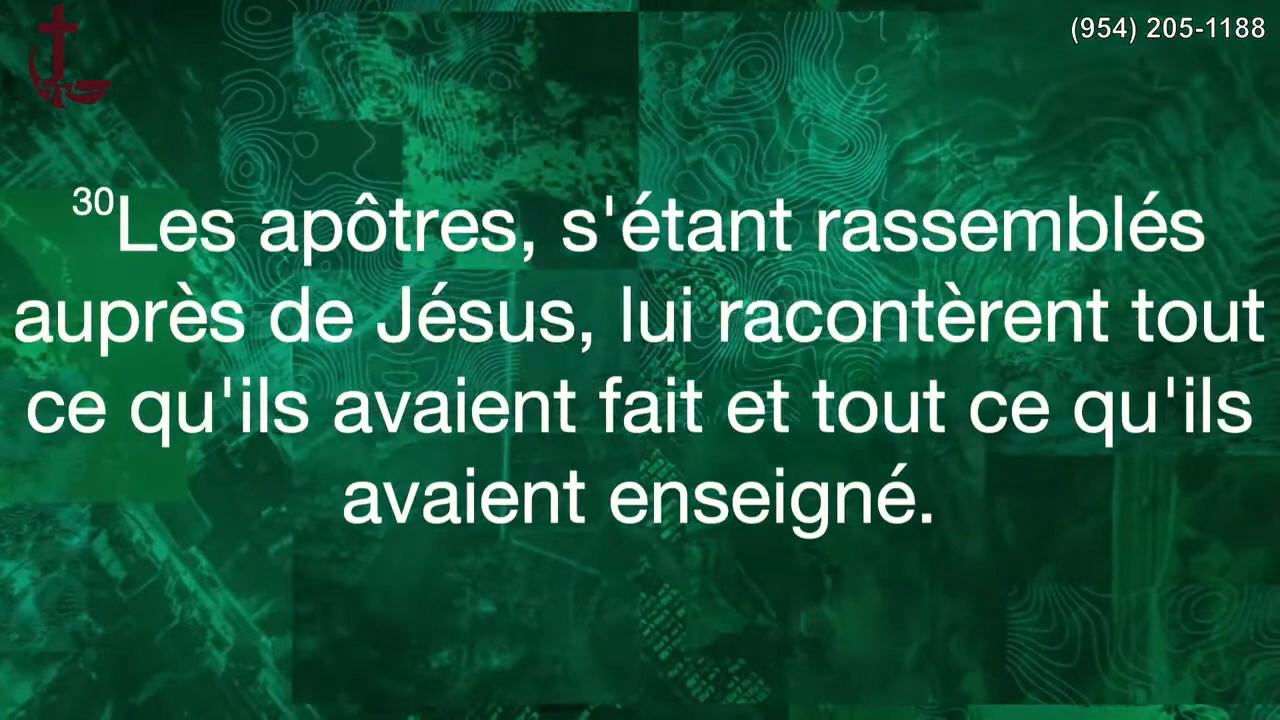 (954) 205-1188
30Les apôtres, s'étant rassemblés
auprès de Jésus, lui racontèrent tout
ce qu'ils avaient fait et tout ce qu'ils
avaient enseigné.